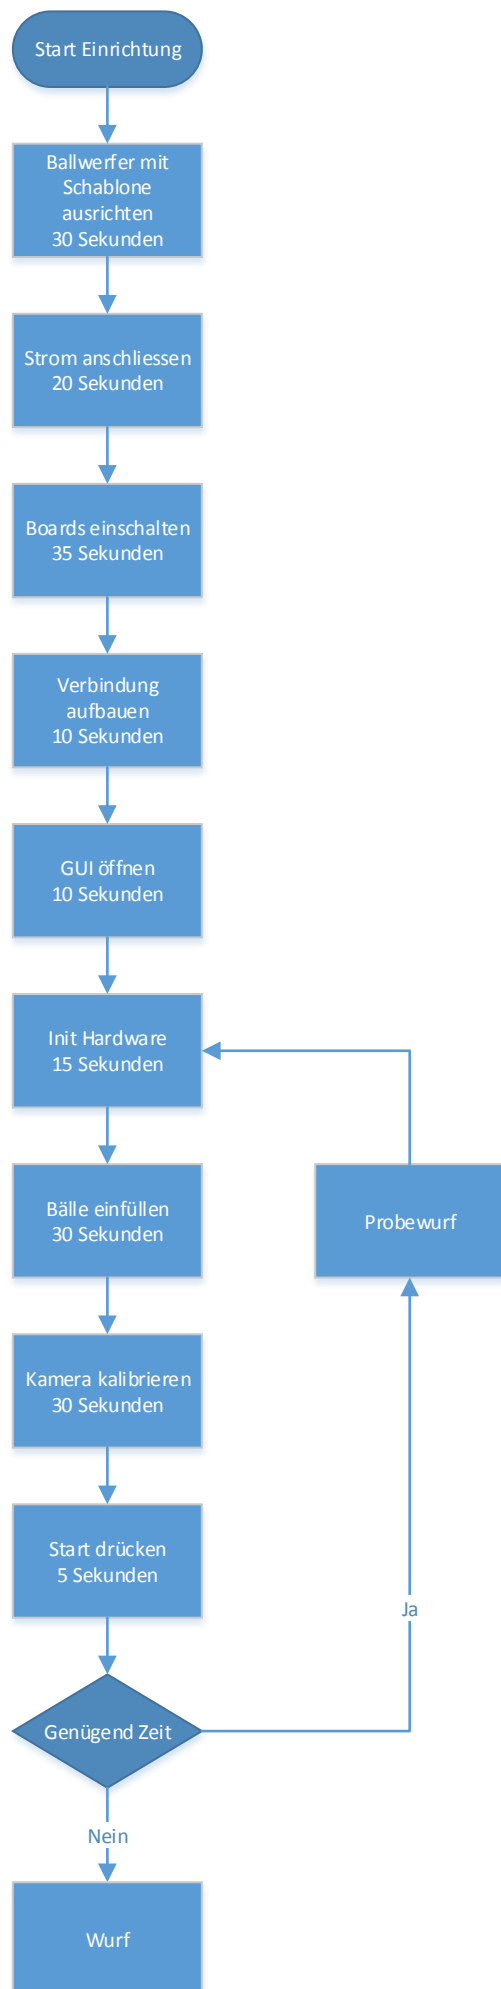 Start Einrichtung
Ballwerfer mit
Schablone
ausrichten
30 Sekunden
Strom anschliessen
20 Sekunden
Boards einschalten
35 Sekunden
Verbindung
aufbauen
10 Sekunden
GUI öffnen
10 Sekunden
Init Hardware
15 Sekunden
Bälle einfüllen
30 Sekunden
Probewurf
Kamera kalibrieren
30 Sekunden
Start drücken
5 Sekunden
Ja
Genügend Zeit
Nein
Wurf